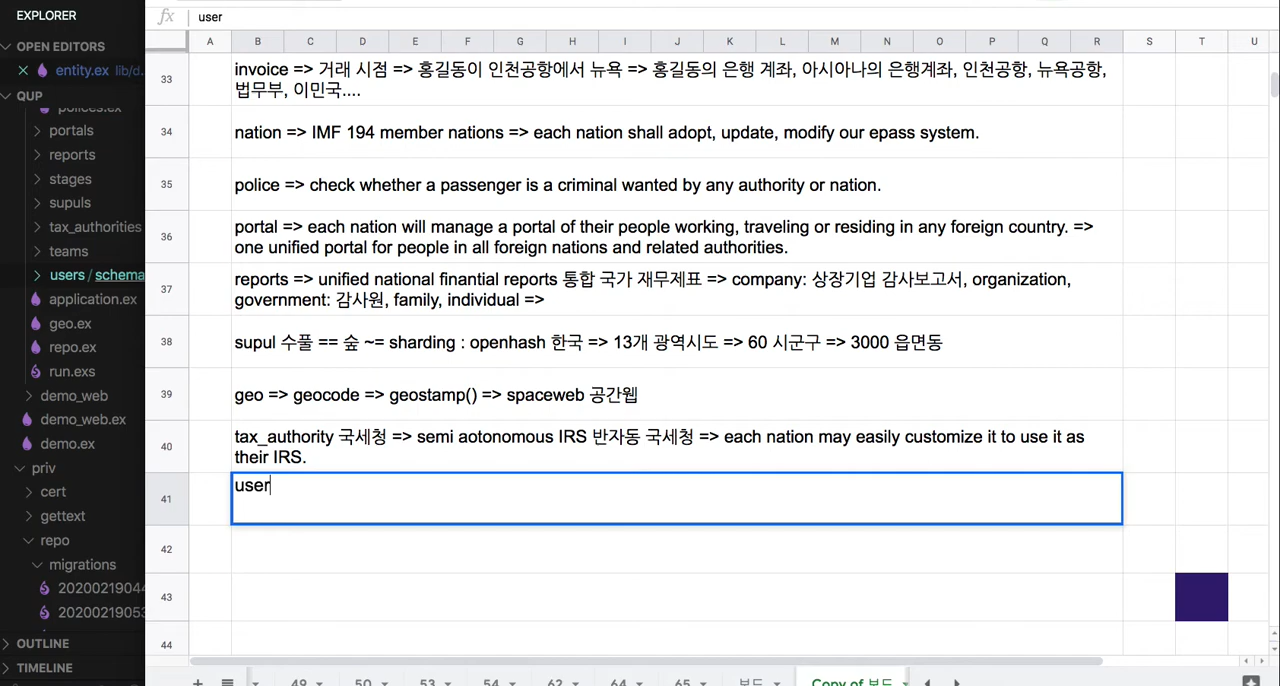 EXPLORER
fx
user
OPEN EDITORS
entity.ex lib/d.
QUP
polices.ex
portals
reports
stages
supuls
tax_authorities
teams
users / schema
application.ex
geo.ex
repo.ex
run.exs
demo_web
demo_web.ex
demo.ex
priv
cert
gettext
repo
migrations
20200219044
20200219053
OUTLINE
TIMELINE
A B C D E F G H I J K L M N O P Q R S T U
33
invoice => 거래 시점 => 홍길동이 인천공항에서 뉴욕 => 홍길동의 은행 계좌, 아시아나의 은행계좌, 인천공항, 뉴욕공항,
법무부, 이민국....
34
nation => IMF 194 member nations => each nation shall adopt, update, modify our epass system.
35
police => check whether a passenger is a criminal wanted by any authority or nation.
36
portal => each nation will manage a portal of their people working, traveling or residing in any foreign country. =>
one unified portal for people in all foreign nations and related authorities.
37
reports => unified national finantial reports 통합 국가 재무제표 => company: 상장기업 감사보고서, organization,
government: 감사원, family, individual =>
38
supul 수풀 == 숲 ~= sharding : openhash 한국 => 13개 광역시도 => 60 시군구 => 3000 읍면동
39
geo => geocode => geostamp() => spaceweb 공간웹
40
tax_authority 국세청 => semi aotonomous IRS 반자동 국세청 => each nation may easily customize it to use it as
their IRS.
41
user
42
43
44
49 50 53 54 62 64 65 보드 Copy of 보드